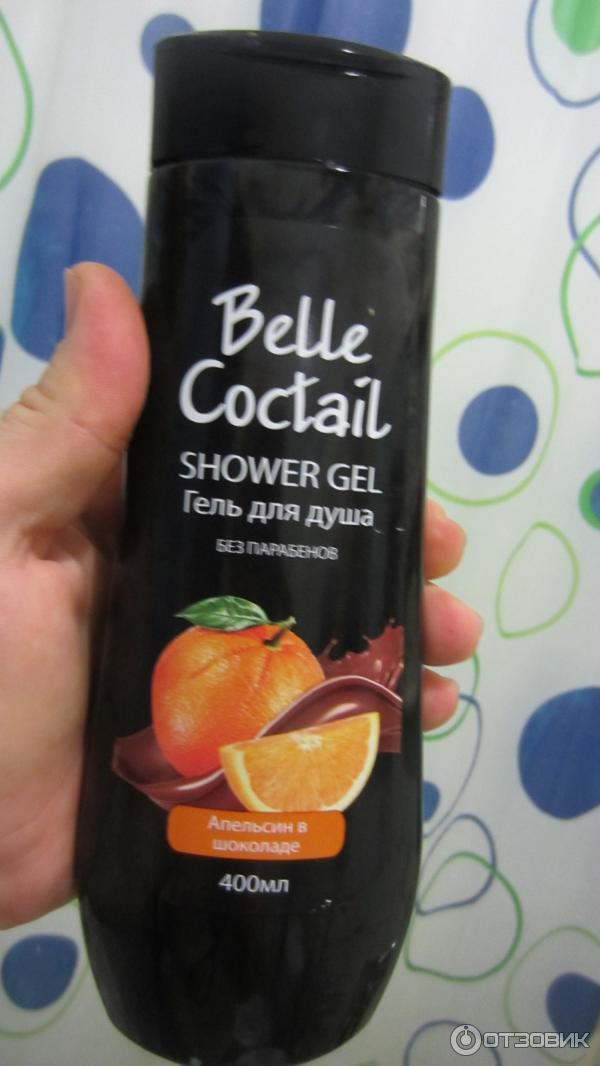 Belle
Coctail
SHOWER GEL
Гель для душа
БЕЗ ПАРАБЕНОВ
Апельсин в
шоколаде
400мл
ОТЗОВИК